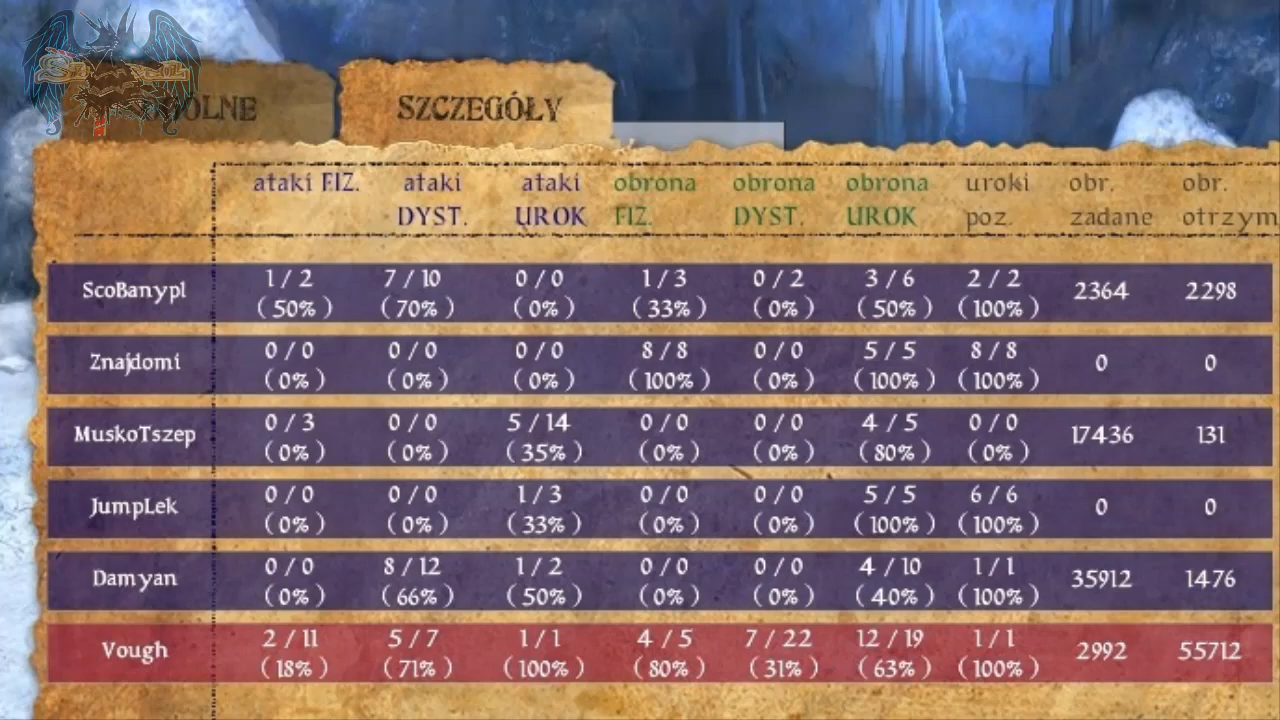 SZCZEGÓŁY
ataki FIZ. ataki ataki obrona obrona obrona uroki obr. obr.
DYST. UROK FIZ. DYST. UROK poz. zadane otrzym
1 / 2 7 / 10 0 / 0 1 / 3 0 / 2 3 / 6 2 / 2
ScoBanypl 2364 2298
( 50% ) ( 70% ) ( 0% ) ( 33% ) ( 0% ) ( 50% ) ( 100% )
0 / 0 0 / 0 0 / 0 8 / 8 0 / 0 5 / 5 8 / 8
Znajdomi 0 0
( 0% ) ( 0% ) ( 0% ) ( 100% ) ( 0% ) ( 100% ) ( 100% )
0 / 3 0 / 0 5 / 14 0 / 0 0 / 0 4 / 5 0 / 0
MuskoTszep 17436 131
( 0% ) ( 0% ) ( 35% ) ( 0% ) ( 0% ) ( 80% ) ( 0% )
0 / 0 0 / 0 1 / 3 0 / 0 0 / 0 5 / 5 6 / 6
JumpLek 0 0
( 0% ) ( 0% ) ( 33% ) ( 0% ) ( 0% ) ( 100% ) ( 100% )
0 / 0 8 / 12 1 / 2 0 / 0 0 / 0 4 / 10 1 / 1
Damyan 35912 1476
( 0% ) ( 66% ) ( 50% ) ( 0% ) ( 0% ) ( 40% ) ( 100% )
2 / 11 5 / 7 1 / 1 4 / 5 7 / 22 12 / 19 1 / 1
Vough 2992 55712
( 18% ) ( 71% ) ( 100% ) ( 80% ) ( 31% ) ( 63% ) ( 100% )